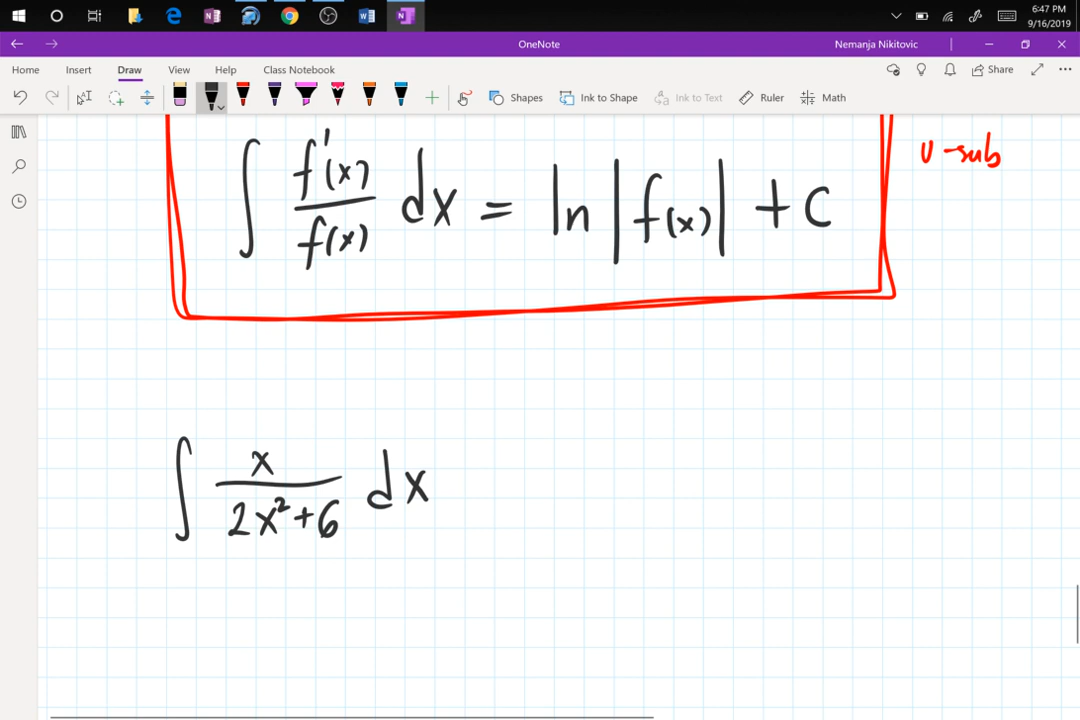 6:47 PM
9/16/2019
OneNote
Nemanja Nikitovic
Home Insert Draw View Help Class Notebook
Share
Shapes Ink to Shape Ink to Text Ruler Math
∫ f'(x)/f(x) dx = ln |f(x)| + C
U-sub
∫ x/(2x²+6) dx